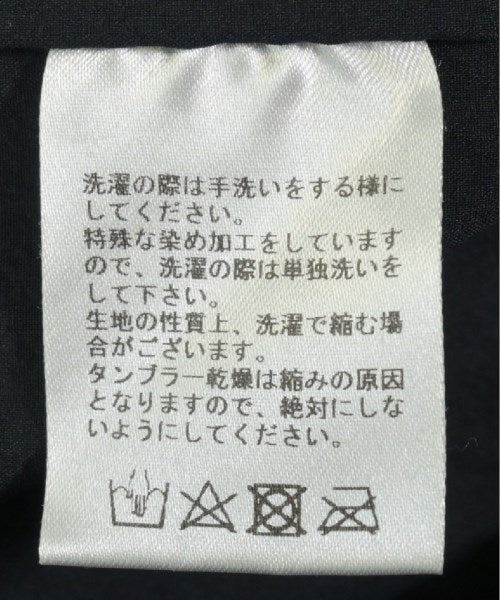 洗濯の際は手洗いをする様に
してください。
特殊な染め加工をしています
ので、洗濯の際は単独洗いを
して下さい。
生地の性質上、洗濯で縮む場
合がございます。
タンブラー乾燥は縮みの原因
となりますので、絶対にしな
いようにしてください。